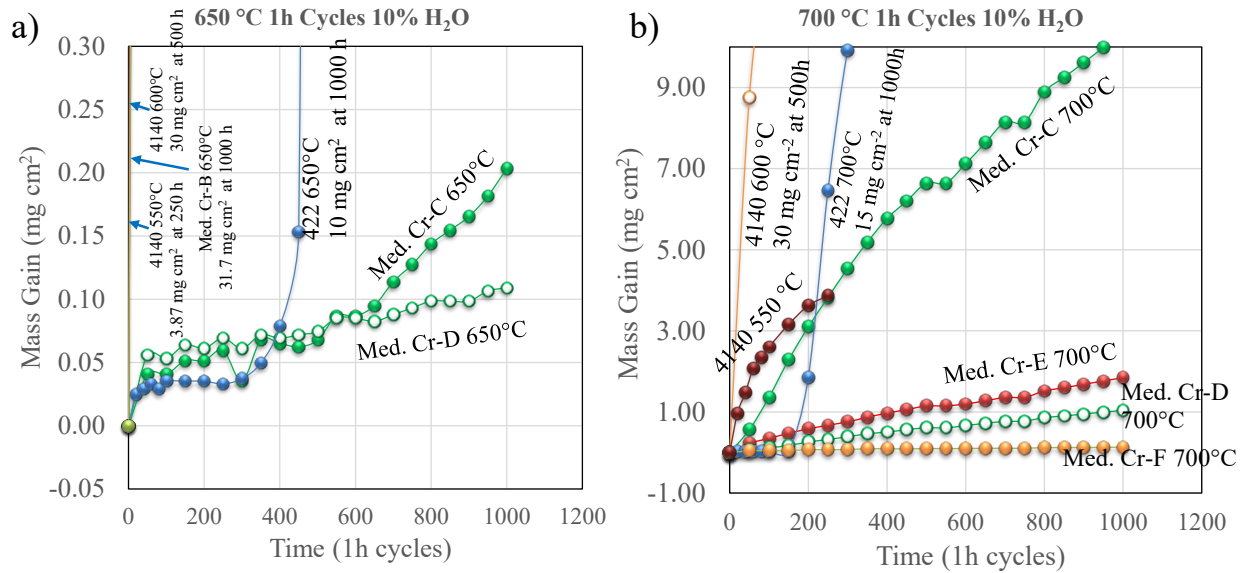 a)
650 °C 1h Cycles 10% H₂O
Mass Gain (mg cm²)
0.30
0.25
0.20
0.15
0.10
0.05
0.00
-0.05
0
200
400
600
800
1000
1200
Time (1h cycles)
4140 600°C
30 mg cm² at 500h
4140 550°C
3.87 mg cm² at 250 h
Med. Cr-B 650°C
31.7 mg cm² at 1000 h
422 650°C
10 mg cm² at 1000h
Med. Cr-C 650°C
Med. Cr-D 650°C
b)
700 °C 1h Cycles 10% H₂O
Mass Gain (mg cm²)
9.00
7.00
5.00
3.00
1.00
-1.00
0
200
400
600
800
1000
1200
Time (1h cycles)
4140 550 °C
4140 600 °C
30 mg cm⁻² at 500h
422 700°C
15 mg cm⁻² at 1000h
Med. Cr-C 700°C
Med. Cr-E 700°C
Med. Cr-D
700°C
Med. Cr-F 700°C